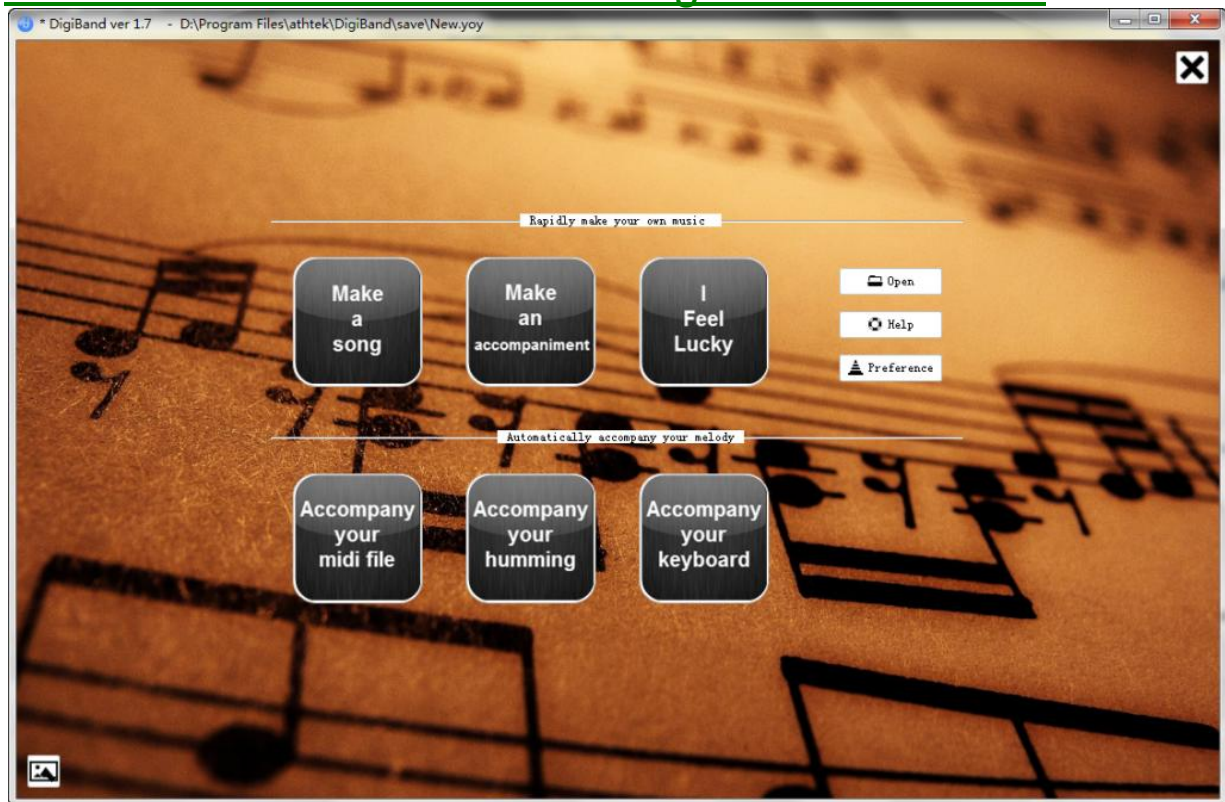 * DigiBand ver 1.7 - D:\Program Files\athtek\DigiBand\save\New.yoy
Rapidly make your own music
Make
a
song
Make
an
accompaniment
I
Feel
Lucky
Open
Help
Preference
Automatically accompany your melody
Accompany
your
midi file
Accompany
your
humming
Accompany
your
keyboard